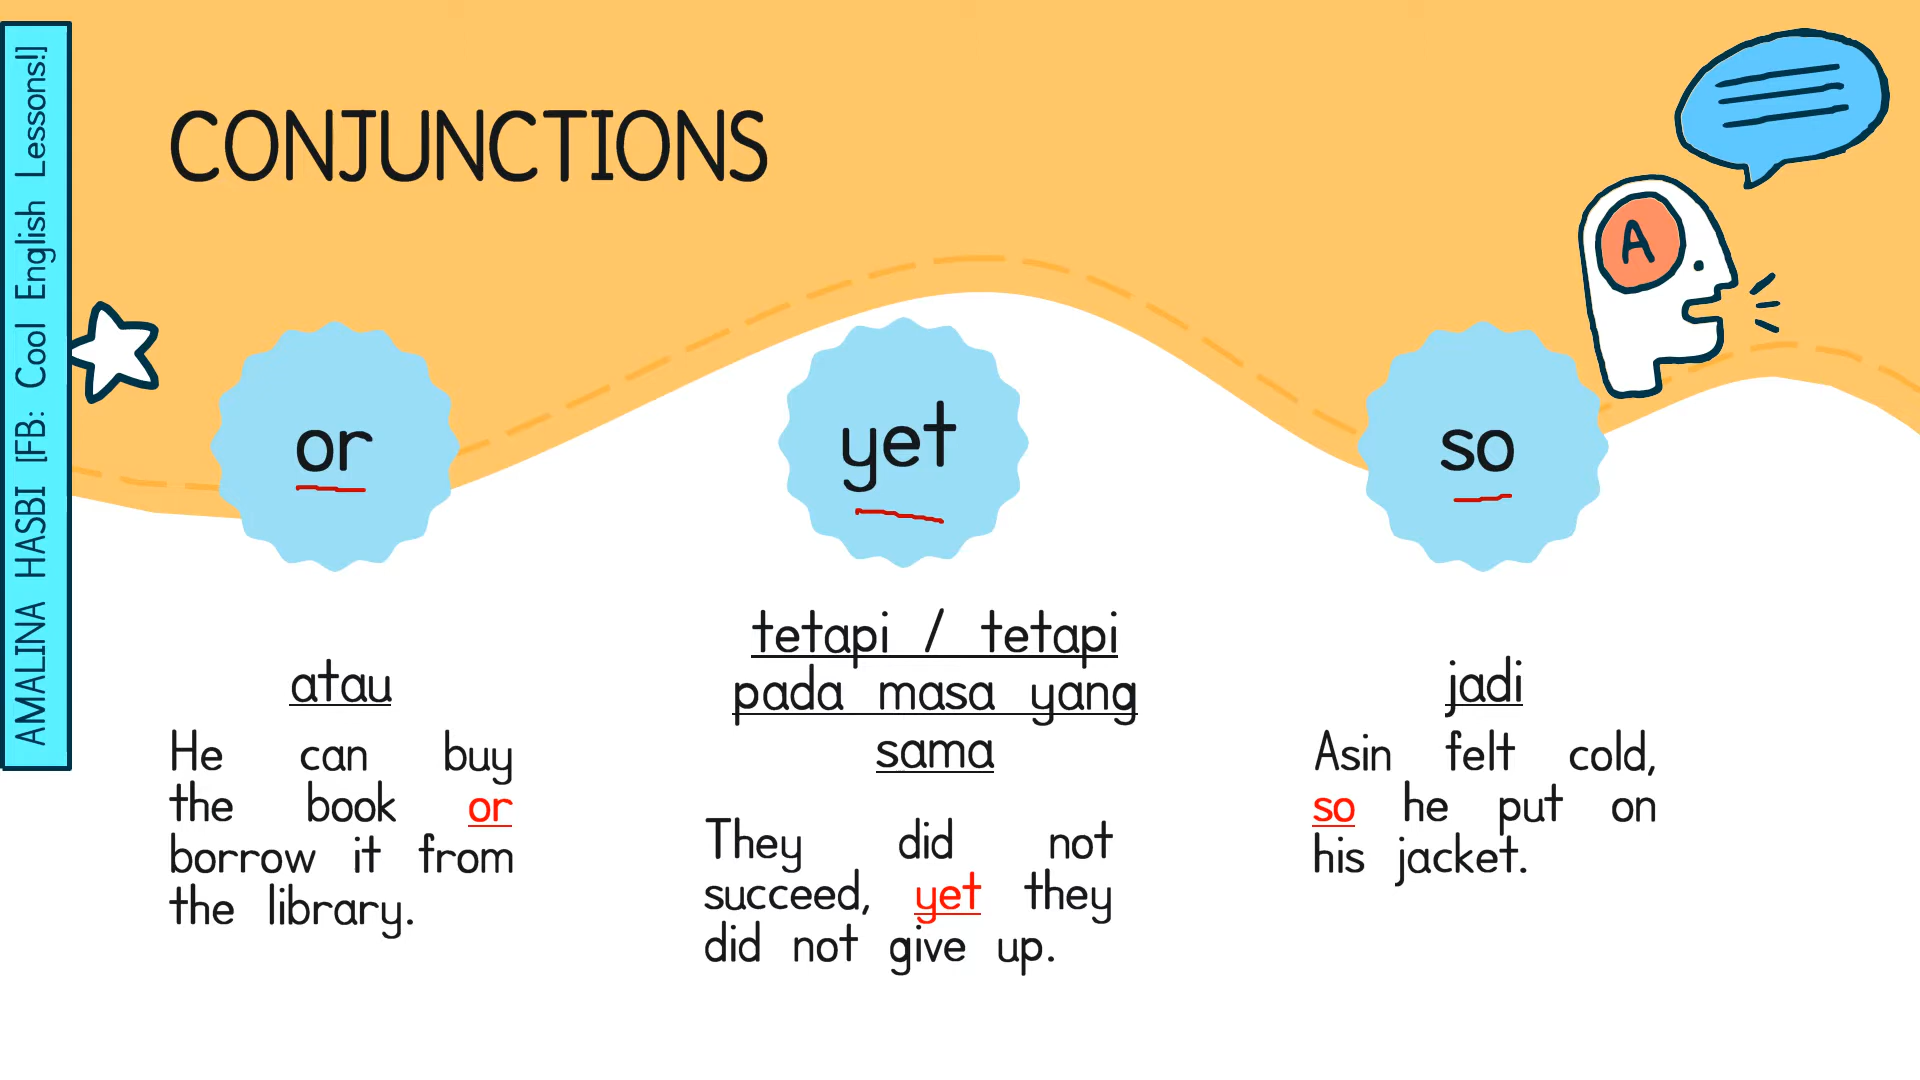 CONJUNCTIONS
AMALINA HASBI [FB: Cool English Lessons!]
A
or
atau
He can buy
the book or
borrow it from
the library.
yet
tetapi / tetapi
pada masa yang
sama
They did not
succeed, yet they
did not give up.
so
jadi
Asin felt cold,
so he put on
his jacket.